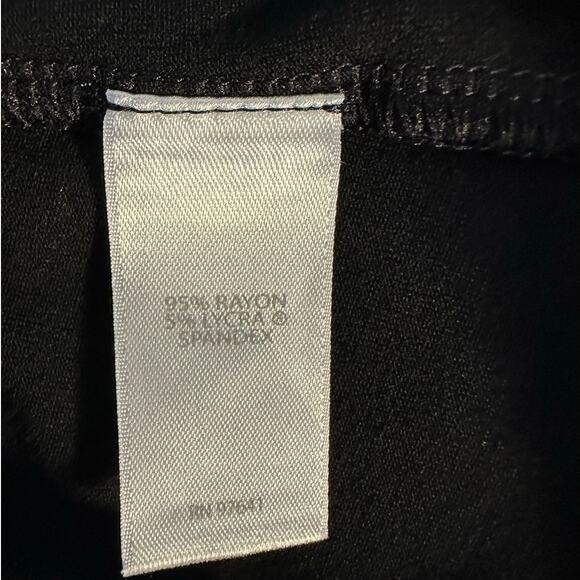 95% RAYON
5% LYCRA ®
SPANDEX
RN 97641